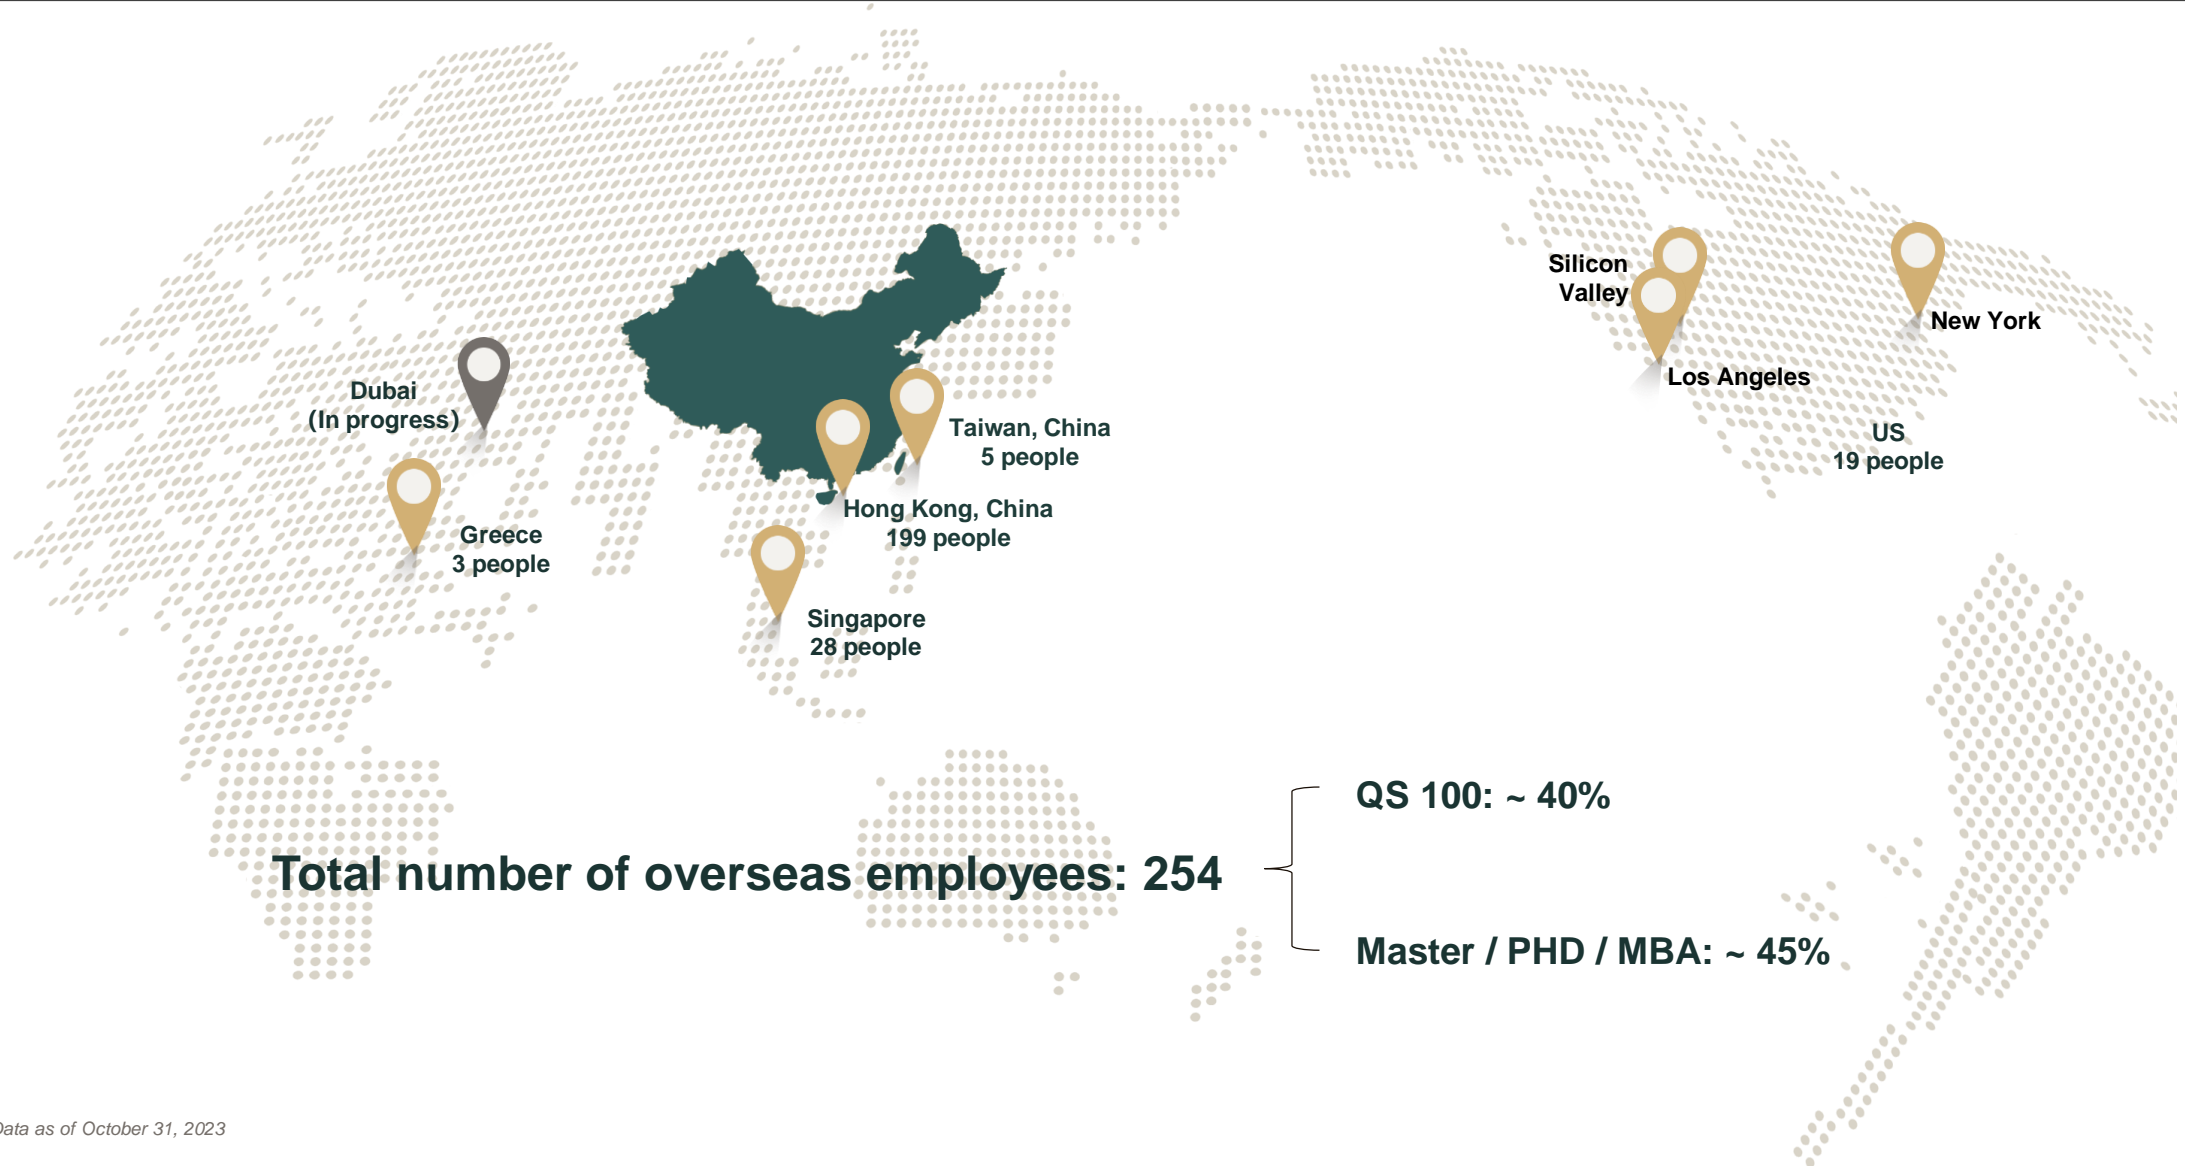 Silicon
Valley
New York
Los Angeles
US
19 people
Dubai
(In progress)
Taiwan, China
5 people
Hong Kong, China
199 people
Greece
3 people
Singapore
28 people
QS 100: ~ 40%
Total number of overseas employees: 254
Master / PHD / MBA: ~ 45%
Data as of October 31, 2023